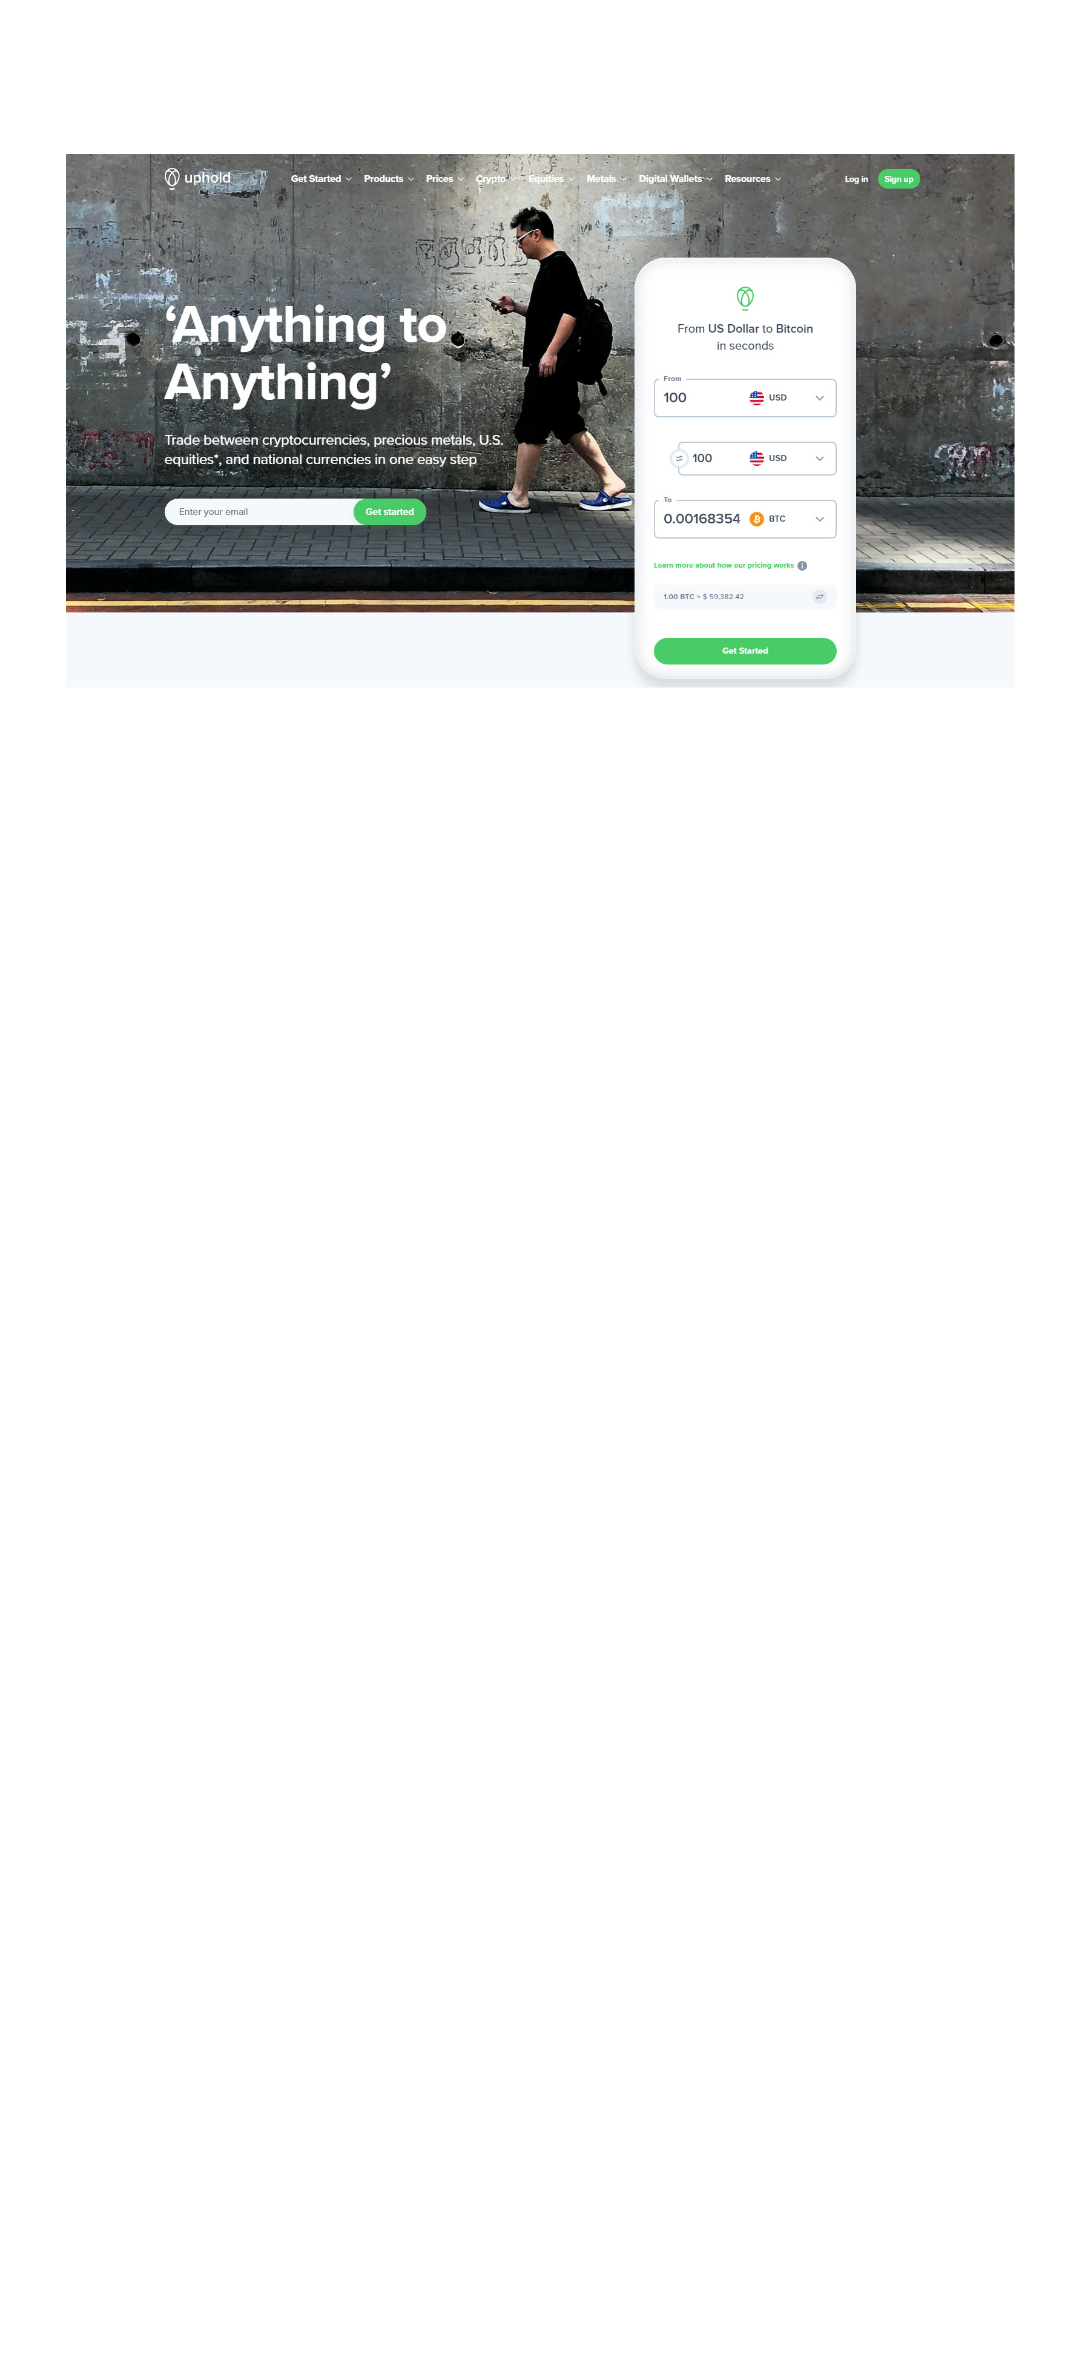 uphold
Get Started Products Prices Crypto Equities Metals Digital Wallets Resources Log in Sign up
‘Anything to
Anything’
Trade between cryptocurrencies, precious metals, U.S.
equities*, and national currencies in one easy step
Enter your email Get started
From US Dollar to Bitcoin
in seconds
From
100 USD
≈ 100 USD
To
0.00168354 BTC
Learn more about how our pricing works i
1.00 BTC ≈ $ 59,382.42
Get Started